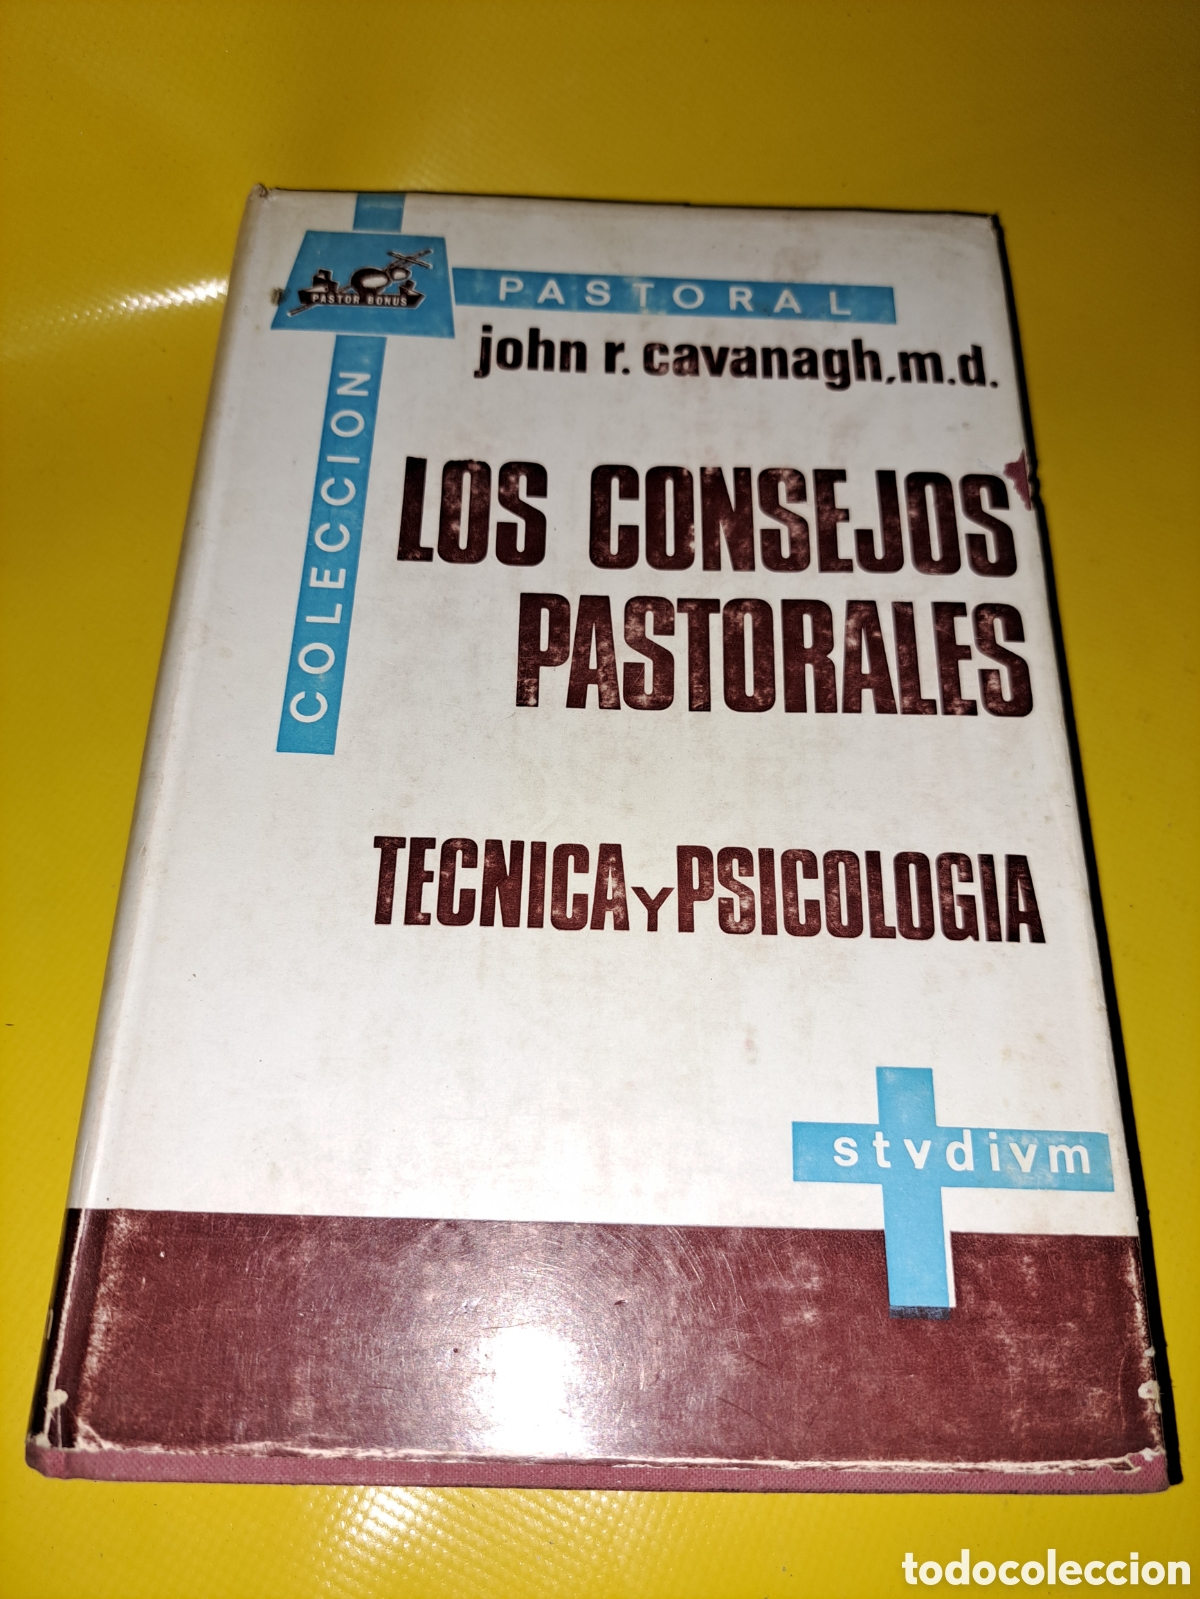 PASTOR BONUS
PASTORAL
COLECCION
john r. cavanagh, m.d.
LOS CONSEJOS
PASTORALES
TECNICA Y PSICOLOGIA
stvdivm
todocoleccion